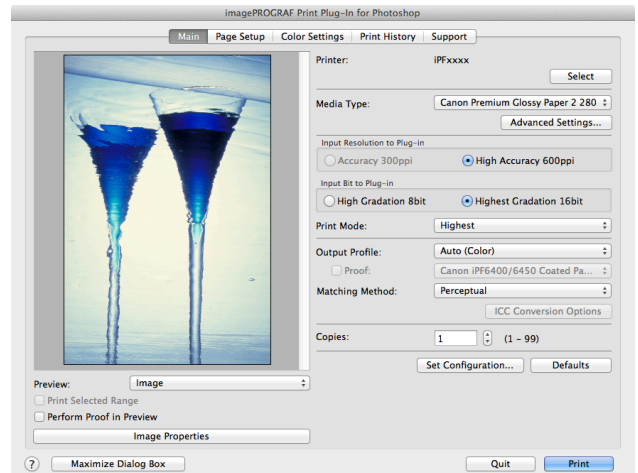 imagePROGRAF Print Plug-In for Photoshop
Main Page Setup Color Settings Print History Support
Printer: iPFxxxx
Select
Media Type: Canon Premium Glossy Paper 2 280
Advanced Settings...
Input Resolution to Plug-in
Accuracy 300ppi High Accuracy 600ppi
Input Bit to Plug-in
High Gradation 8bit Highest Gradation 16bit
Print Mode: Highest
Output Profile: Auto (Color)
Proof: Canon iPF6400/6450 Coated Pa...
Matching Method: Perceptual
ICC Conversion Options
Copies: 1 (1 - 99)
Set Configuration... Defaults
Preview: Image
Print Selected Range
Perform Proof in Preview
Image Properties
? Maximize Dialog Box Quit Print